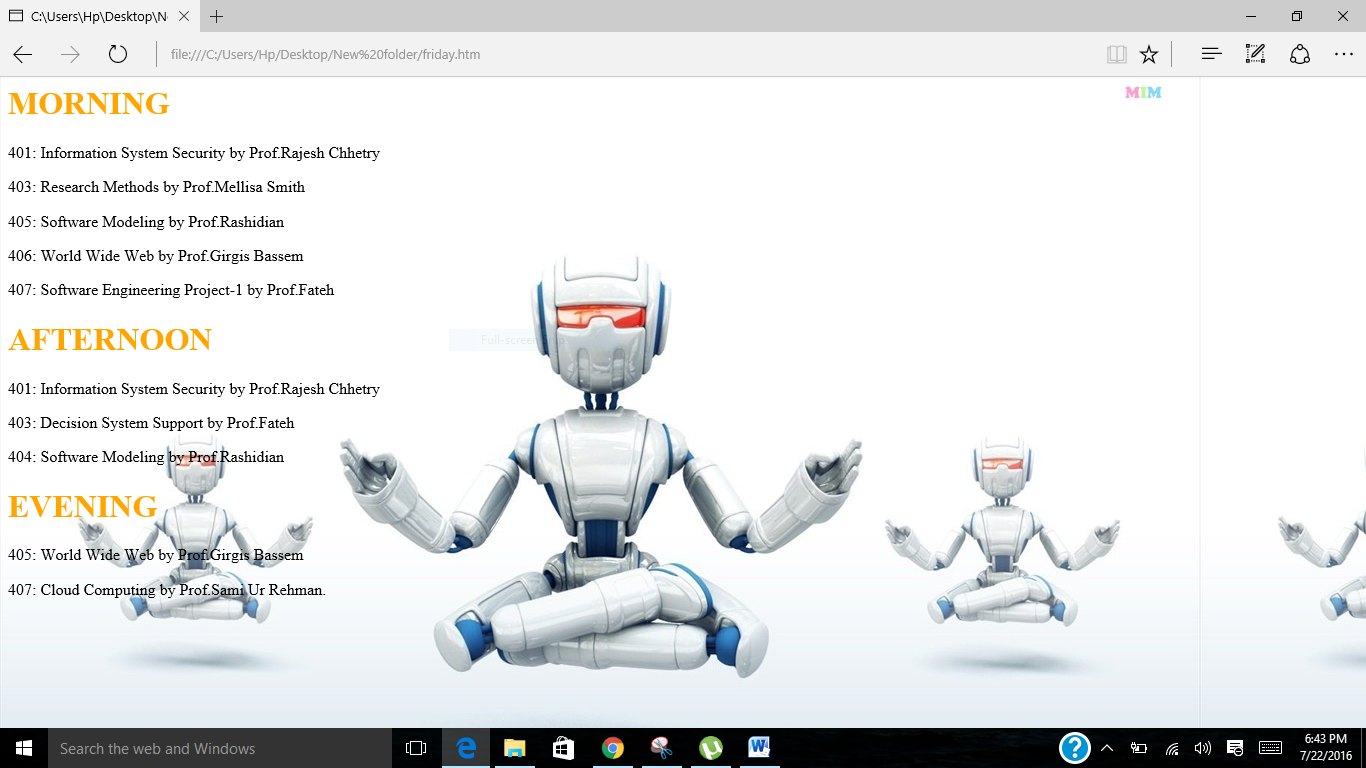 C:\Users\Hp\Desktop\N
file:///C:/Users/Hp/Desktop/New%20folder/friday.htm
MIM
MORNING
401: Information System Security by Prof.Rajesh Chhetry
403: Research Methods by Prof.Mellisa Smith
405: Software Modeling by Prof.Rashidian
406: World Wide Web by Prof.Girgis Bassem
407: Software Engineering Project-1 by Prof.Fateh
Full-screen Snip
AFTERNOON
401: Information System Security by Prof.Rajesh Chhetry
403: Decision System Support by Prof.Fateh
404: Software Modeling by Prof.Rashidian
EVENING
405: World Wide Web by Prof.Girgis Bassem
407: Cloud Computing by Prof.Sami Ur Rehman.
Search the web and Windows
6:43 PM
7/22/2016